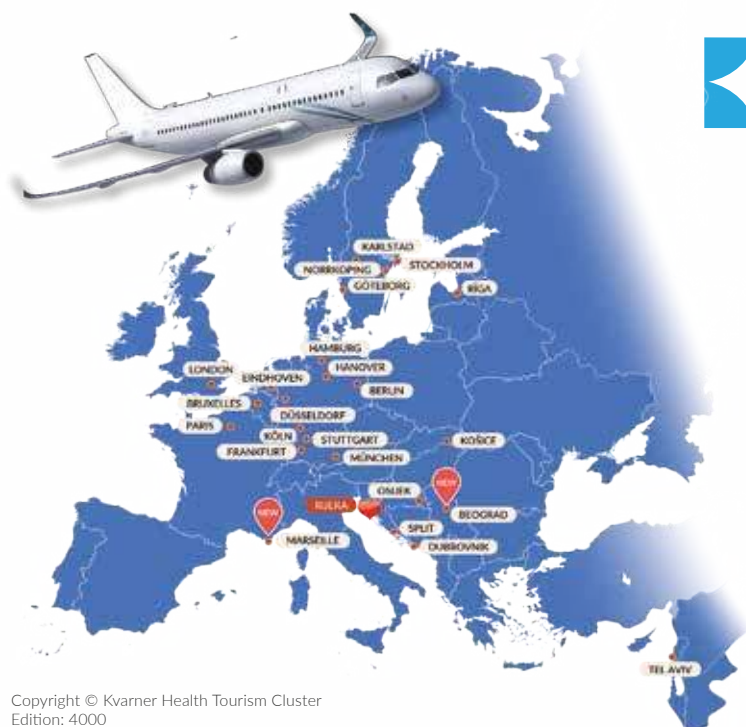 KARLSTAD
NORRKOPING
STOCKHOLM
GÖTEBORG
RIGA
HAMBURG
LONDON
HANOVER
EINDHOVEN
BERLIN
BRUXELLES
DÜSSELDORF
PARIS
KÖLN
STUTTGART
KOŠICE
FRANKFURT
MÜNCHEN
NEW
OSIJEK
RIJEKA
NEW
BEOGRAD
SPLIT
MARSEILLE
DUBROVNIK
TEL AVIV
Copyright © Kvarner Health Tourism Cluster
Edition: 4000